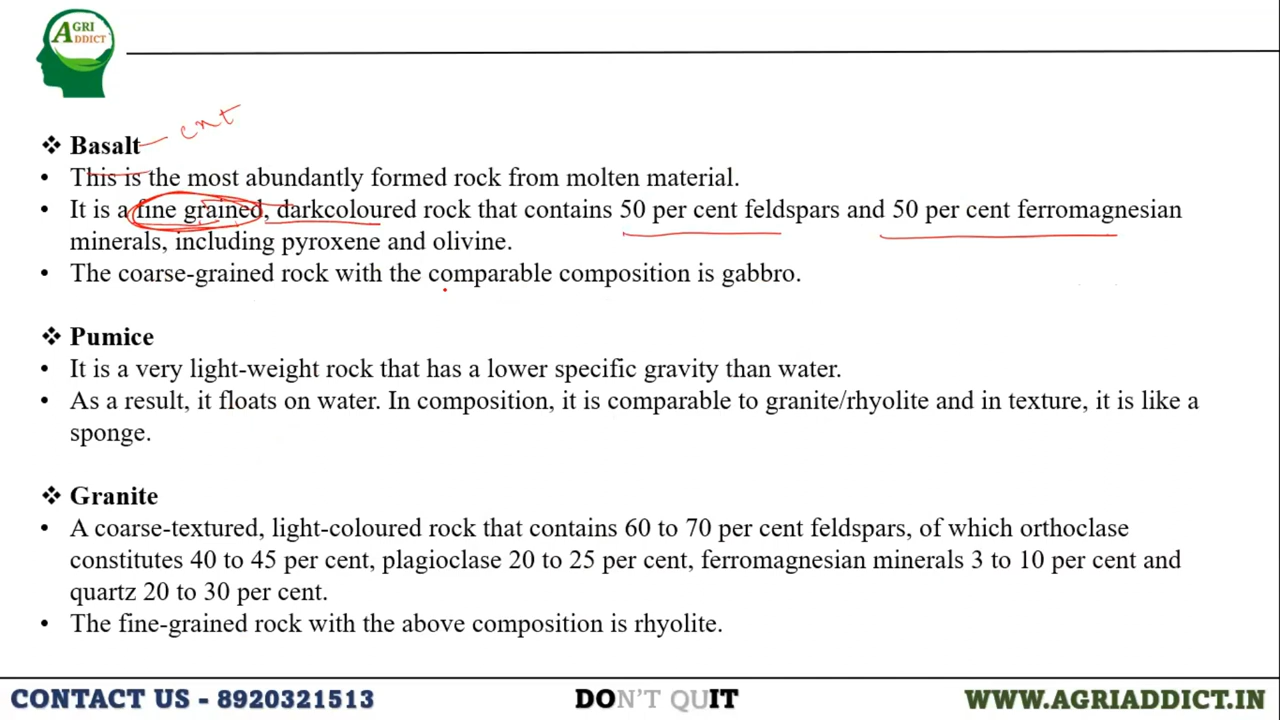 AGRI
ADDICT
cnt
❖ Basalt
• This is the most abundantly formed rock from molten material.
• It is a fine grained, darkcoloured rock that contains 50 per cent feldspars and 50 per cent ferromagnesian
minerals, including pyroxene and olivine.
• The coarse-grained rock with the comparable composition is gabbro.
❖ Pumice
• It is a very light-weight rock that has a lower specific gravity than water.
• As a result, it floats on water. In composition, it is comparable to granite/rhyolite and in texture, it is like a
sponge.
❖ Granite
• A coarse-textured, light-coloured rock that contains 60 to 70 per cent feldspars, of which orthoclase
constitutes 40 to 45 per cent, plagioclase 20 to 25 per cent, ferromagnesian minerals 3 to 10 per cent and
quartz 20 to 30 per cent.
• The fine-grained rock with the above composition is rhyolite.
CONTACT US - 8920321513 DON'T QUIT WWW.AGRIADDICT.IN